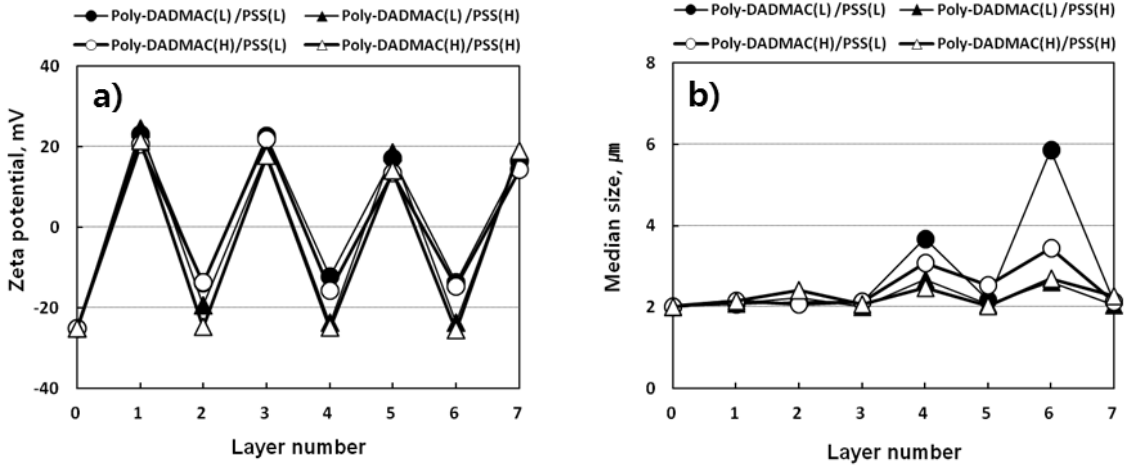 Poly-DADMAC(L)/PSS(L) Poly-DADMAC(L) /PSS(H)
Poly-DADMAC(H)/PSS(L) Poly-DADMAC(H)/PSS(H)
a)
Zeta potential, mV
40
20
0
-20
-40
0 1 2 3 4 5 6 7
Layer number
Poly-DADMAC(L)/PSS(L) Poly-DADMAC(L) /PSS(H)
Poly-DADMAC(H)/PSS(L) Poly-DADMAC(H)/PSS(H)
b)
Median size, ㎛
8
6
4
2
0
0 1 2 3 4 5 6 7
Layer number